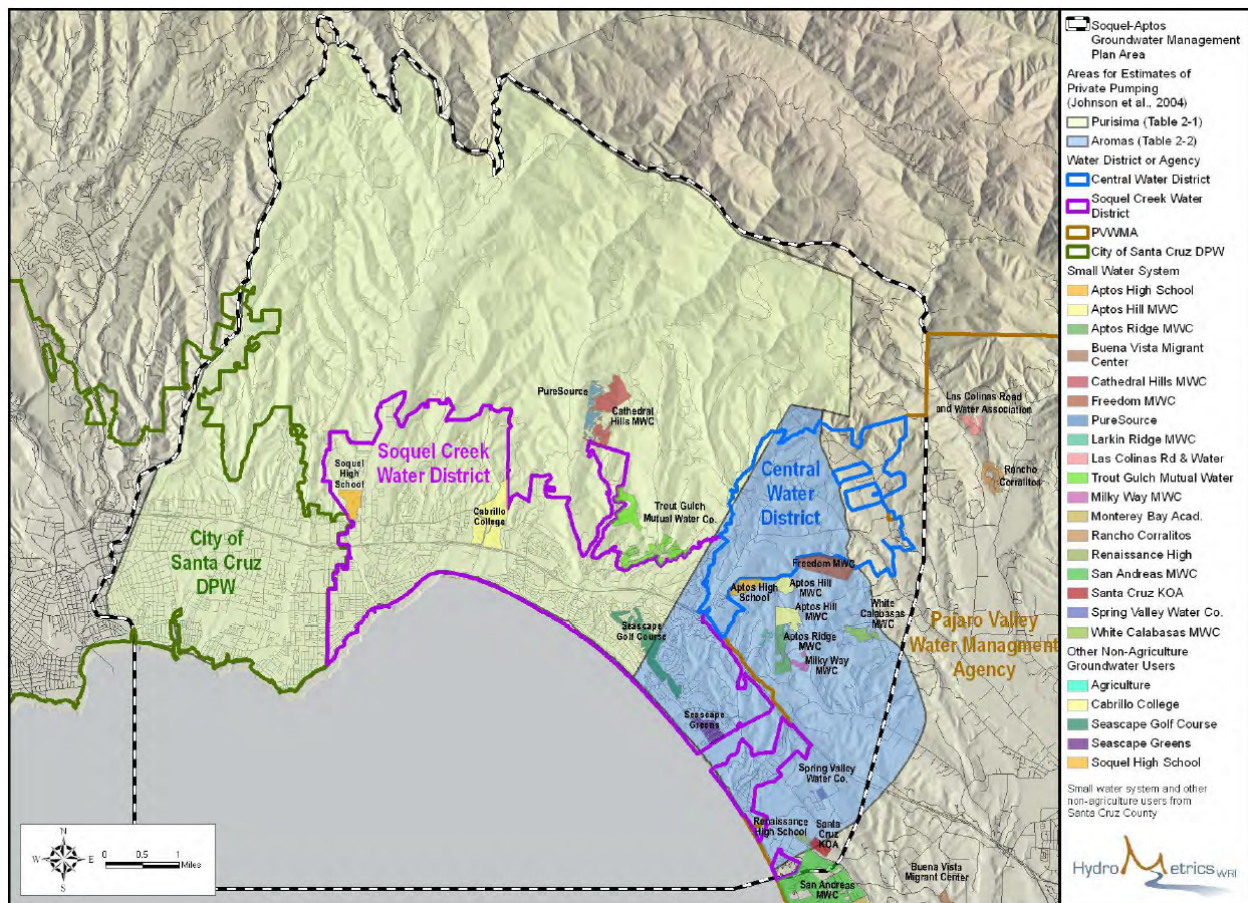 PureSource
Cathedral
Hills MWC
Las Colinas Road
and Water Association
Rancho
Corralitos
Soquel Creek
Water District
Soquel
High
School
Cabrillo
College
Trout Gulch
Mutual Water Co.
Central
Water
District
City of
Santa Cruz
DPW
Freedom MWC
Aptos High
School
Aptos Hill
MWC
Aptos Hill
MWC
White
Calabasas
MWC
Seascape
Golf Course
Aptos Ridge
MWC
Milky Way
MWC
Pajaro Valley
Water Managment
Agency
Seascape
Greens
Spring Valley
Water Co.
Renaissance
High School
Santa
Cruz
KOA
San Andreas
MWC
Buena Vista
Migrant Center
N
W
E
S
0 0.5 1
Miles
Soquel-Aptos
Groundwater Management
Plan Area
Areas for Estimates of
Private Pumping
(Johnson et al., 2004)
Purisima (Table 2-1)
Aromas (Table 2-2)
Water District or Agency
Central Water District
Soquel Creek Water
District
PVWMA
City of Santa Cruz DPW
Small Water System
Aptos High School
Aptos Hill MWC
Aptos Ridge MWC
Buena Vista Migrant
Center
Cathedral Hills MWC
Freedom MWC
PureSource
Larkin Ridge MWC
Las Colinas Rd & Water
Trout Gulch Mutual Water
Milky Way MWC
Monterey Bay Acad.
Rancho Corralitos
Renaissance High
San Andreas MWC
Santa Cruz KOA
Spring Valley Water Co.
White Calabasas MWC
Other Non-Agriculture
Groundwater Users
Agriculture
Cabrillo College
Seascape Golf Course
Seascape Greens
Soquel High School
Small water system and other
non-agriculture users from
Santa Cruz County
HydroMetrics WRI